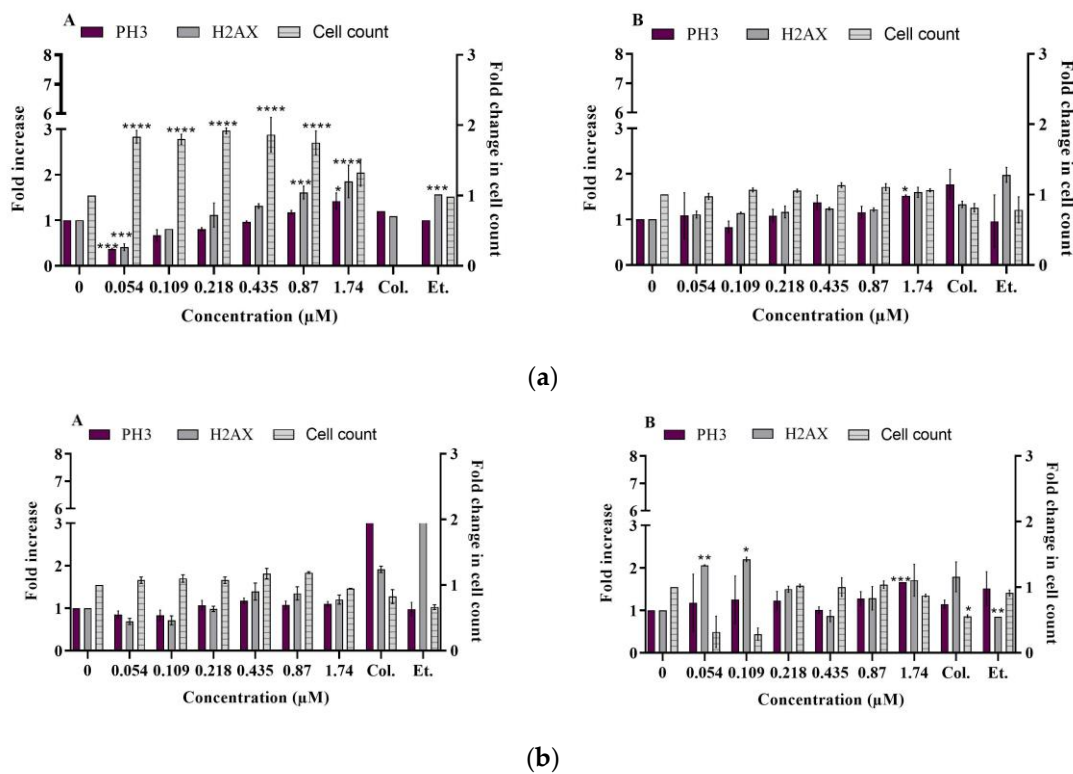 A
PH3 H2AX Cell count
Fold increase
8
7
6
3
2
1
0
Fold change in cell count
3
2
1
0
*** *** **** **** **** **** *** **** * **** ***
0 0.054 0.109 0.218 0.435 0.87 1.74 Col. Et.
Concentration (µM)
B
PH3 H2AX Cell count
Fold increase
8
7
6
3
2
1
0
Fold change in cell count
3
2
1
0
*
0 0.054 0.109 0.218 0.435 0.87 1.74 Col. Et.
Concentration (µM)
(a)
A
PH3 H2AX Cell count
Fold increase
8
7
6
3
2
1
0
Fold change in cell count
3
2
1
0
0 0.054 0.109 0.218 0.435 0.87 1.74 Col. Et.
Concentration (µM)
B
PH3 H2AX Cell count
Fold increase
8
7
6
3
2
1
0
Fold change in cell count
3
2
1
0
** * *** * **
0 0.054 0.109 0.218 0.435 0.87 1.74 Col. Et.
Concentration (µM)
(b)